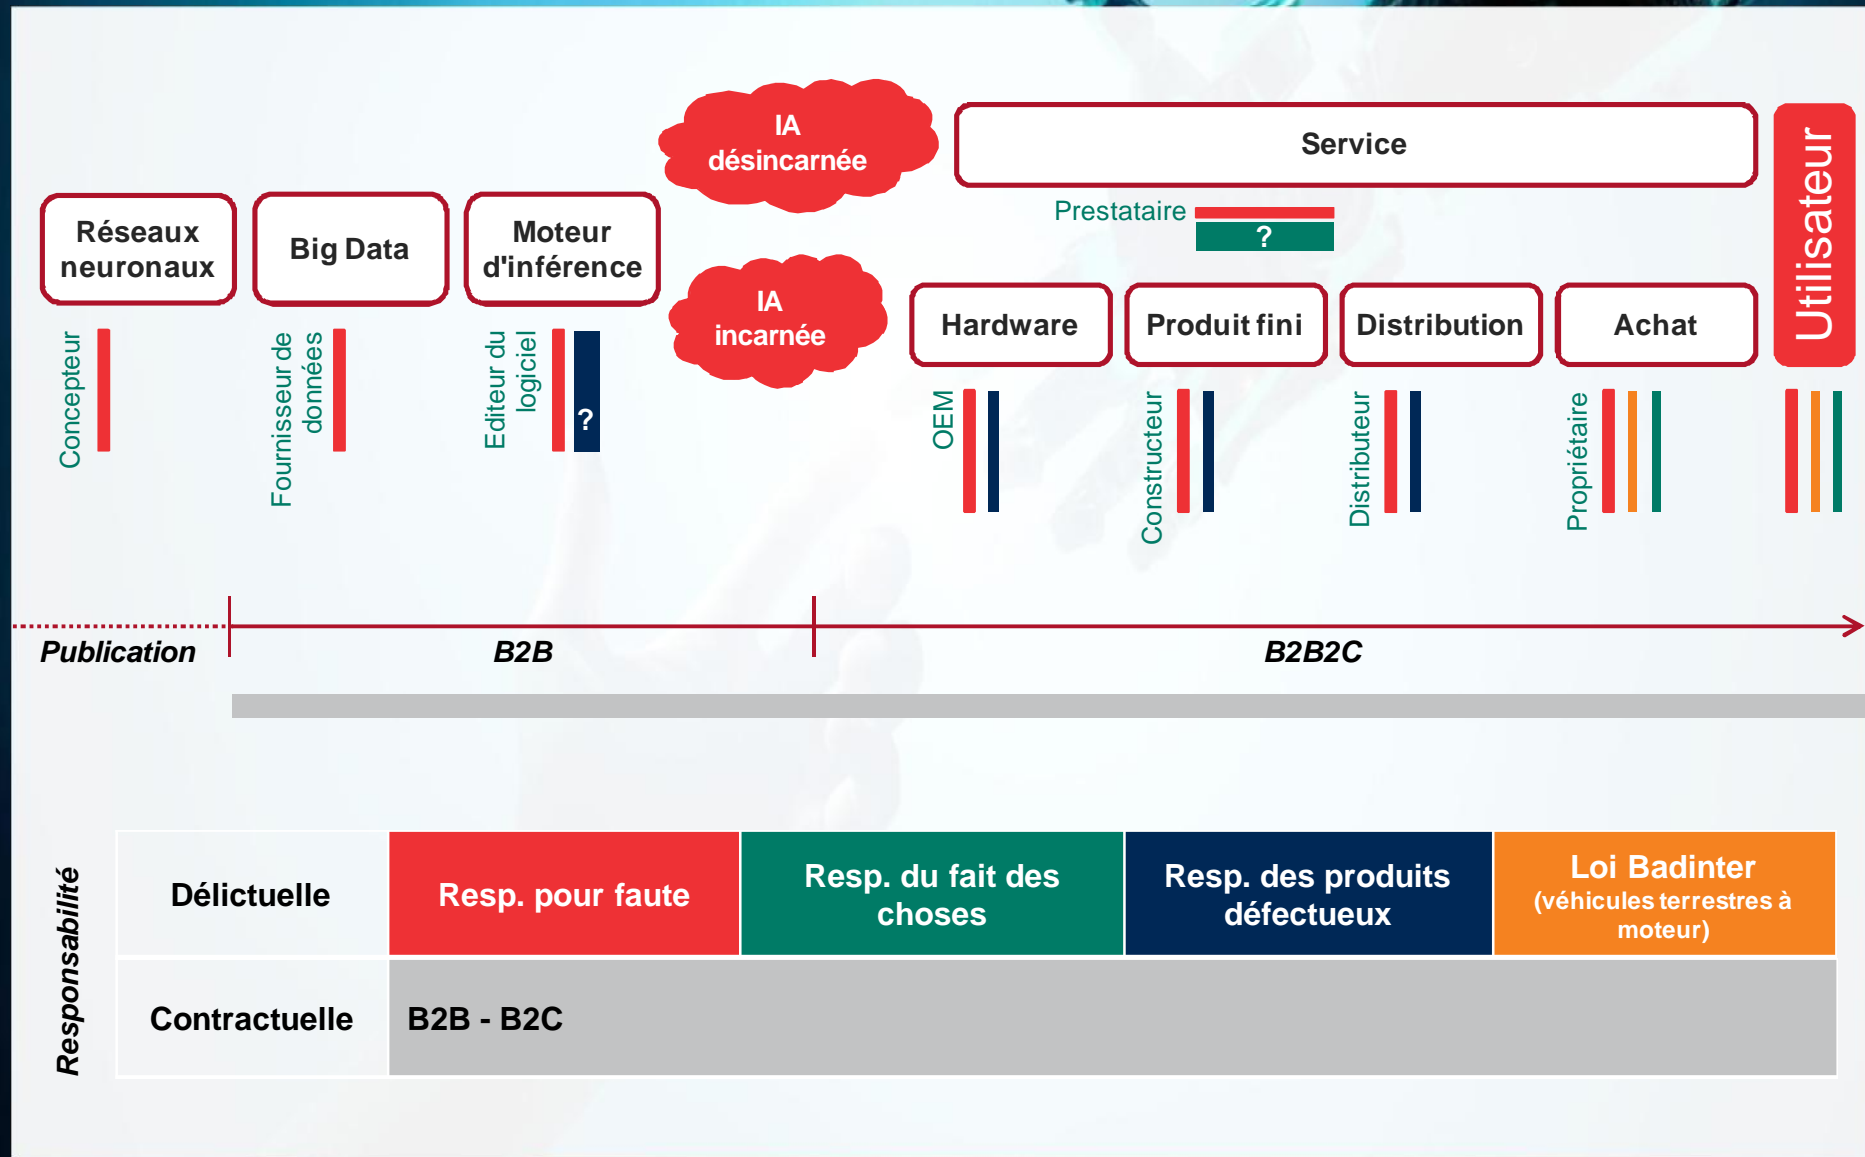 IA
désincarnée
Service
Utilisateur
Prestataire
?
Réseaux
neuronaux
Big Data
Moteur
d'inférence
IA
incarnée
Hardware
Produit fini
Distribution
Achat
Concepteur
Fournisseur de
données
Editeur du
logiciel
?
OEM
Constructeur
Distributeur
Propriétaire
Publication
B2B
B2B2C
Responsabilité
Délictuelle
Resp. pour faute
Resp. du fait des
choses
Resp. des produits
défectueux
Loi Badinter
(véhicules terrestres à
moteur)
Contractuelle
B2B - B2C